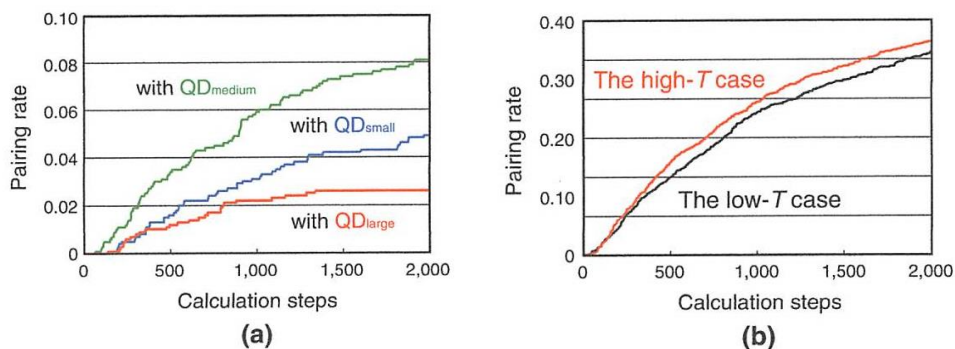 0.10
0.08
0.06
0.04
0.02
0
Pairing rate
with QDmedium
with QDsmall
with QDlarge
0 500 1,000 1,500 2,000
Calculation steps
(a)
0.40
0.30
0.20
0.10
0
Pairing rate
The high-T case
The low-T case
0 500 1,000 1,500 2,000
Calculation steps
(b)